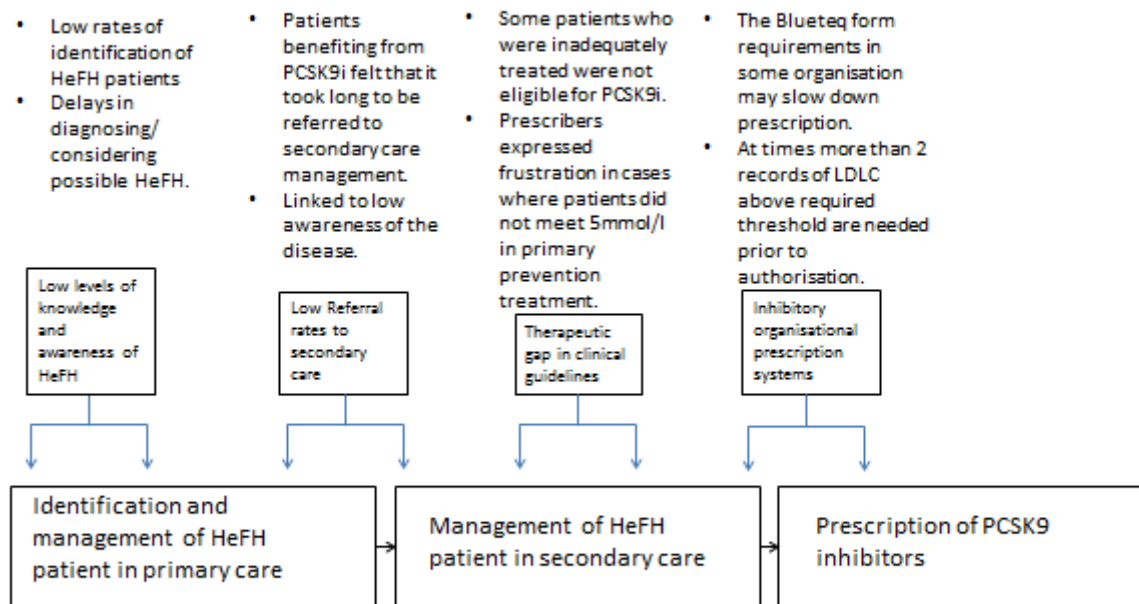 • Low rates of
identification of
HeFH patients
• Delays in
diagnosing/
considering
possible HeFH.
• Patients
benefiting from
PCSK9i felt that it
took long to be
referred to
secondary care
management.
• Linked to low
awareness of the
disease.
• Some patients who
were inadequately
treated were not
eligible for PCSK9i.
• Prescribers
expressed
frustration in cases
where patients did
not meet 5mmol/l
in primary
prevention
treatment.
• The Blueteq form
requirements in
some organisation
may slow down
prescription.
• At times more than 2
records of LDLC
above required
threshold are needed
prior to
authorisation.
Low levels of
knowledge
and
awareness of
HeFH
Low Referral
rates to
secondary
care
Therapeutic
gap in clinical
guidelines
Inhibitory
organisational
prescription
systems
Identification and
management of HeFH
patient in primary care
Management of HeFH
patient in secondary care
Prescription of PCSK9
inhibitors